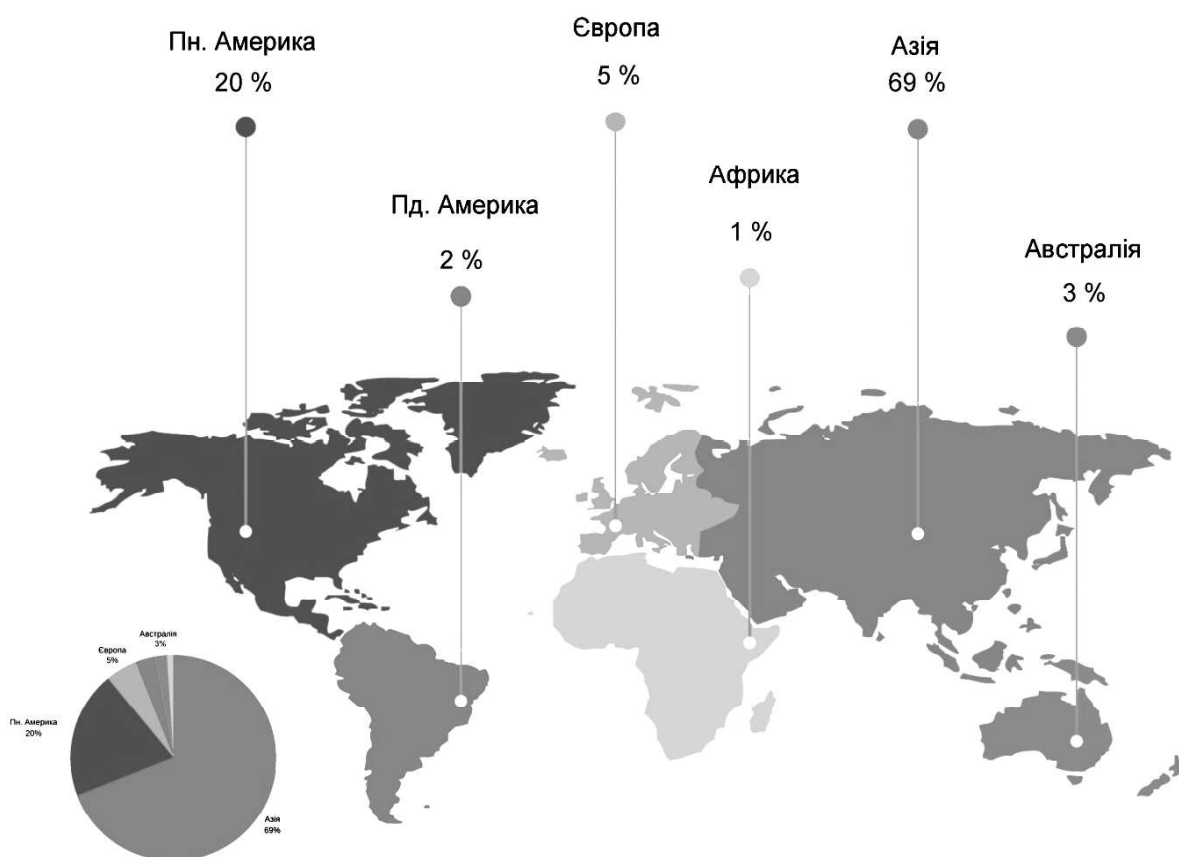 Пн. Америка
20 %
Європа
5 %
Азія
69 %
Пд. Америка
2 %
Африка
1 %
Австралія
3 %
Австралія
3%
Європа
5%
Пн. Америка
20%
Азія
69%